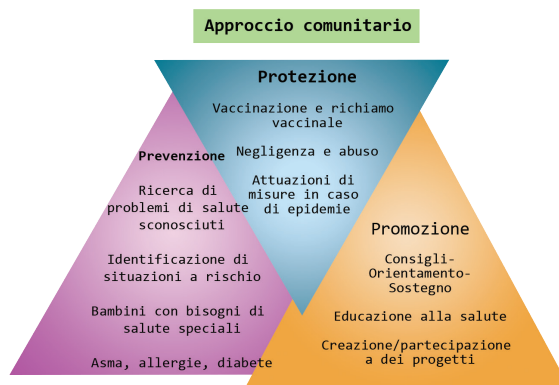 Approccio comunitario
Protezione
Vaccinazione e richiamo
vaccinale
Negligenza e abuso
Attuazioni di
misure in caso
di epidemie
Prevenzione
Ricerca di
problemi di salute
sconosciuti
Identificazione di
situazioni a rischio
Bambini con bisogni di
salute speciali
Asma, allergie, diabete
Promozione
Consigli-
Orientamento-
Sostegno
Educazione alla salute
Creazione/partecipazione
a dei progetti